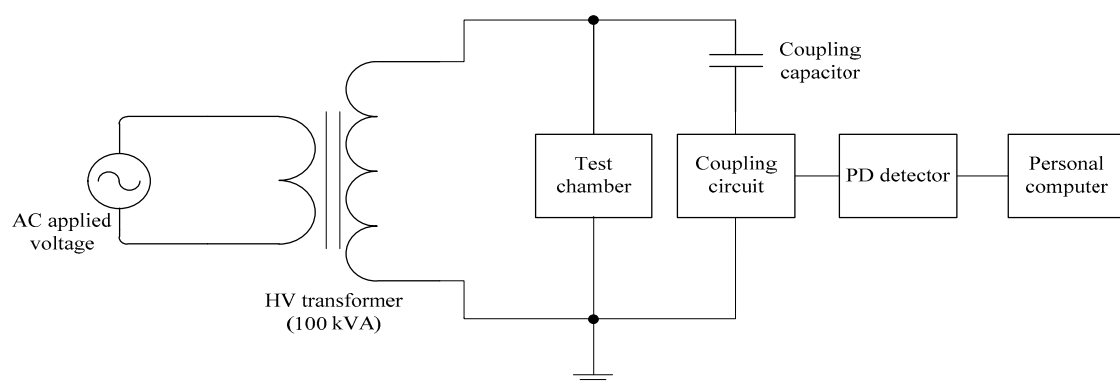 Coupling
capacitor
Test
chamber
Coupling
circuit
PD detector
Personal
computer
AC applied
voltage
HV transformer
(100 kVA)